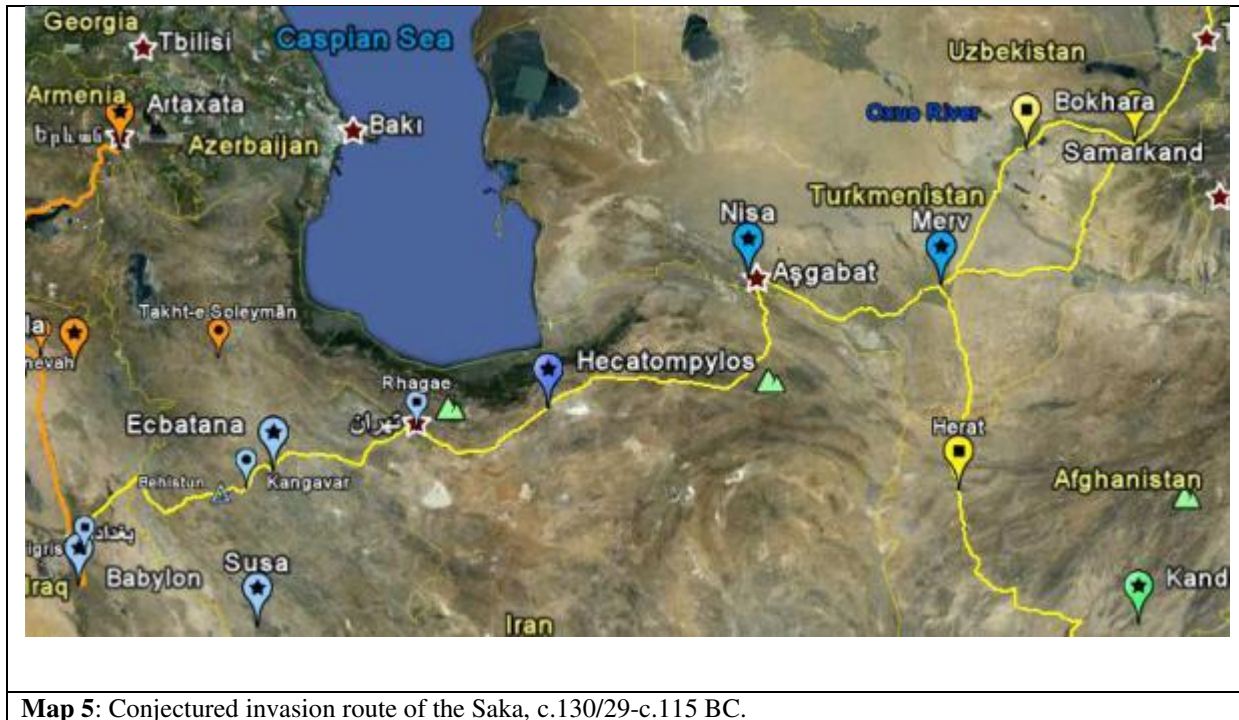 Georgia
Tbilisi
Caspian Sea
Uzbekistan
Armenia
Artaxata
Երևան
Azerbaijan
Bakı
Oxus River
Bokhara
Samarkand
Turkmenistan
Nisa
Merv
Aşgabat
Takht-e Soleymān
Hecatompylos
Rhagae
تهران
Ecbatana
Behistun
Kangavar
Herat
Afghanistan
بغداد
Babylon
Iraq
Susa
Kand
Iran
Map 5: Conjectured invasion route of the Saka, c.130/29-c.115 BC.